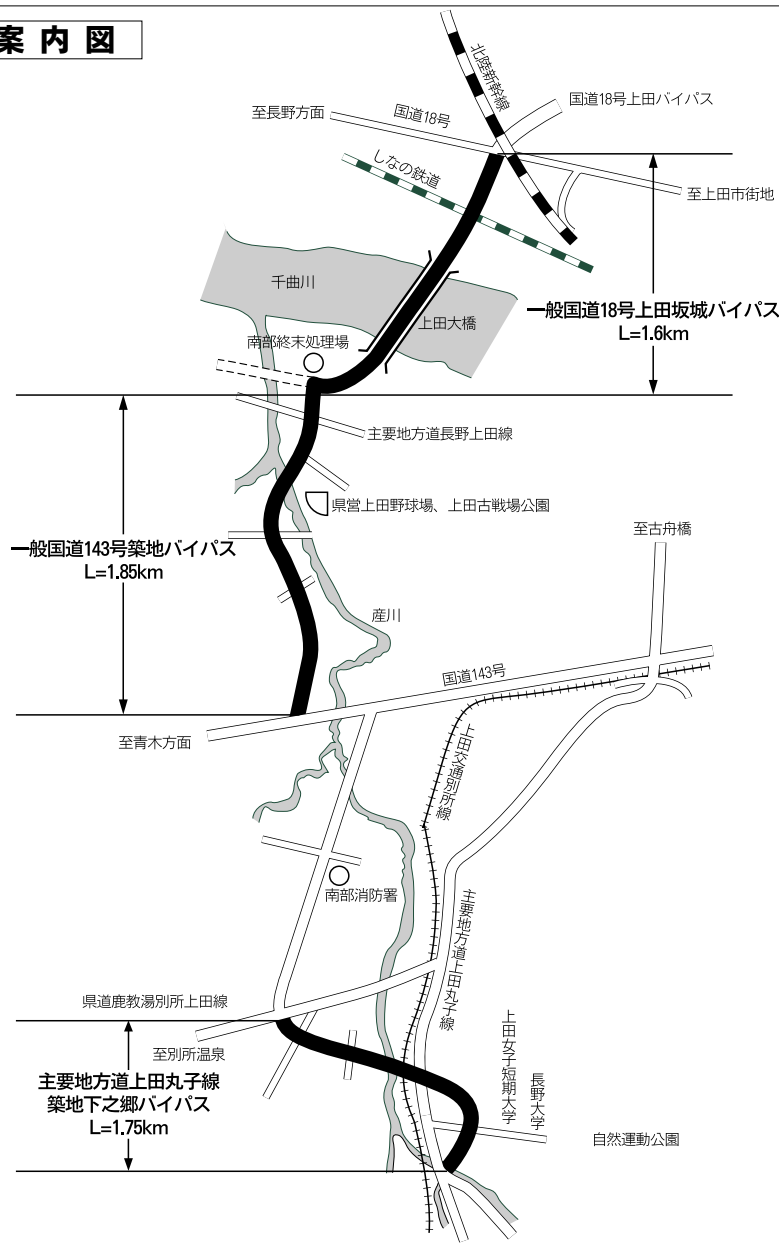 案内図
北陸新幹線
国道18号上田バイパス
国道18号
至長野方面
しなの鉄道
至上田市街地
千曲川
上田大橋
一般国道18号上田坂城バイパス
L=1.6km
南部終末処理場
主要地方道長野上田線
県営上田野球場、上田古戦場公園
至古舟橋
一般国道143号築地バイパス
L=1.85km
産川
国道143号
至青木方面
上田交通別所線
南部消防署
主要地方道上田丸子線
県道鹿教湯別所上田線
至別所温泉
上田女子短期大学
長野大学
主要地方道上田丸子線
築地下之郷バイパス
L=1.75km
自然運動公園